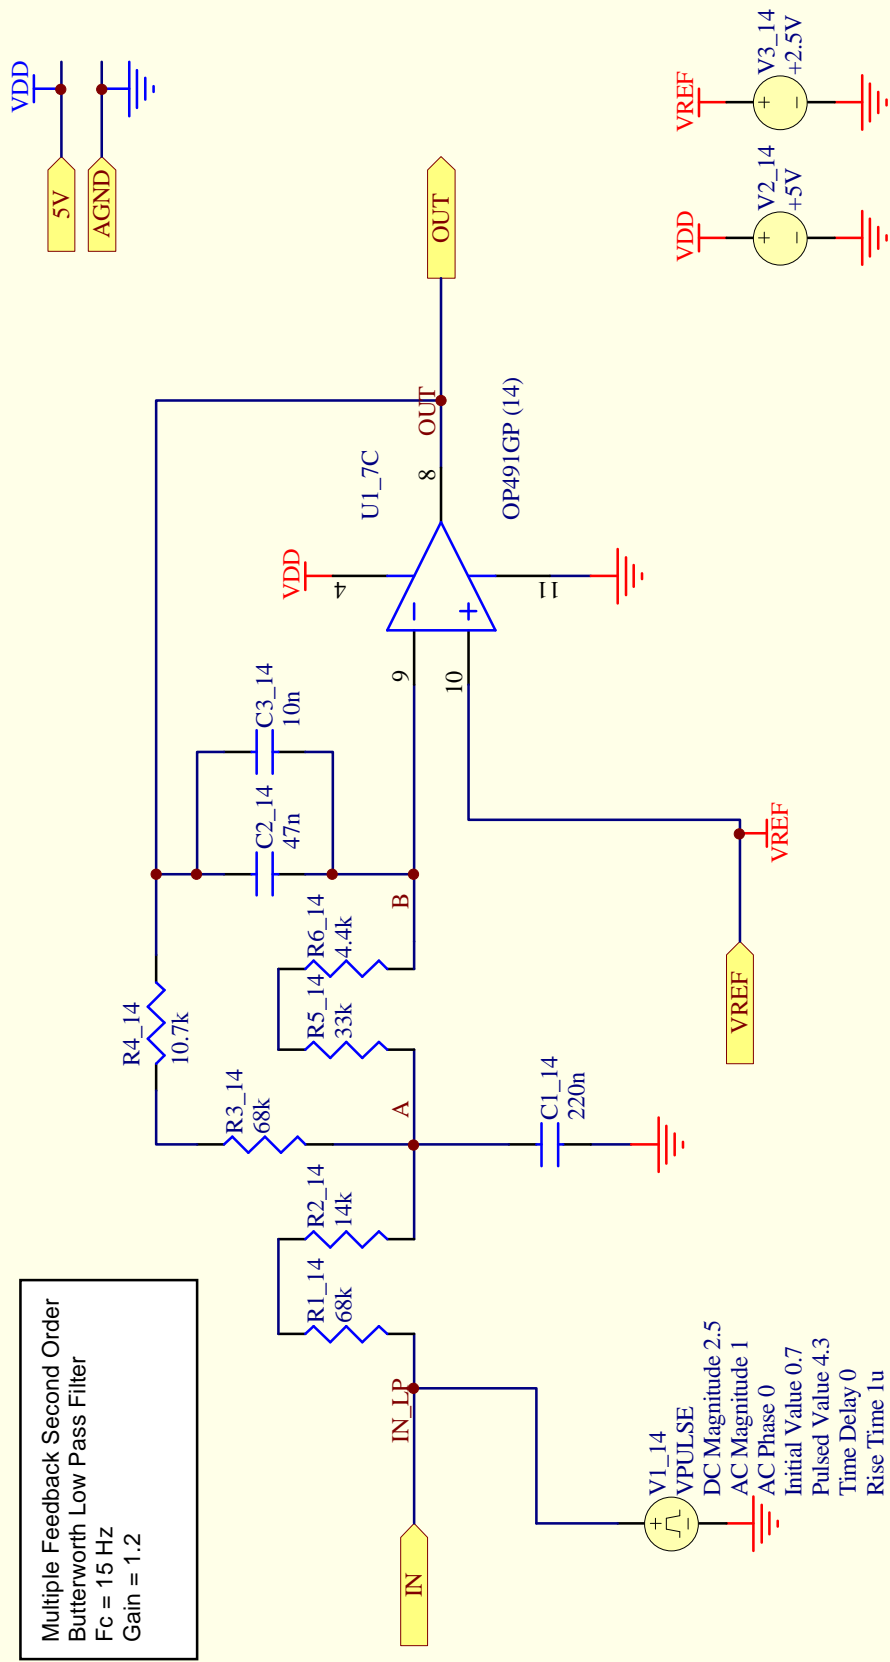 Multiple Feedback Second Order
Butterworth Low Pass Filter
Fc = 15 Hz
Gain = 1.2
IN
IN_LP
V1_14
VPULSE
DC Magnitude 2.5
AC Magnitude 1
AC Phase 0
Initial Value 0.7
Pulsed Value 4.3
Time Delay 0
Rise Time 1u
R1_14
68k
R2_14
14k
R3_14
68k
R4_14
10.7k
A
C1_14
220n
R5_14
33k
R6_14
4.4k
B
C2_14
47n
C3_14
10n
VREF
VREF
9
10
VDD
4
11
8
U1_7C
OP491GP (14)
OUT
OUT
5V
AGND
VDD
VDD
V2_14
+5V
VREF
V3_14
+2.5V